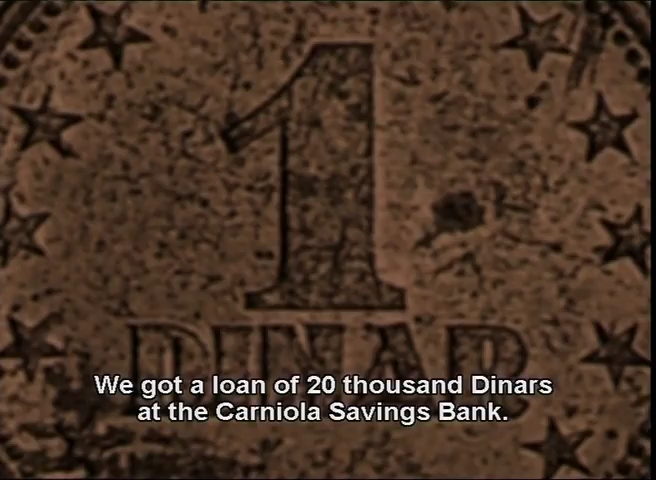 1
DINAR
We got a loan of 20 thousand Dinars
at the Carniola Savings Bank.